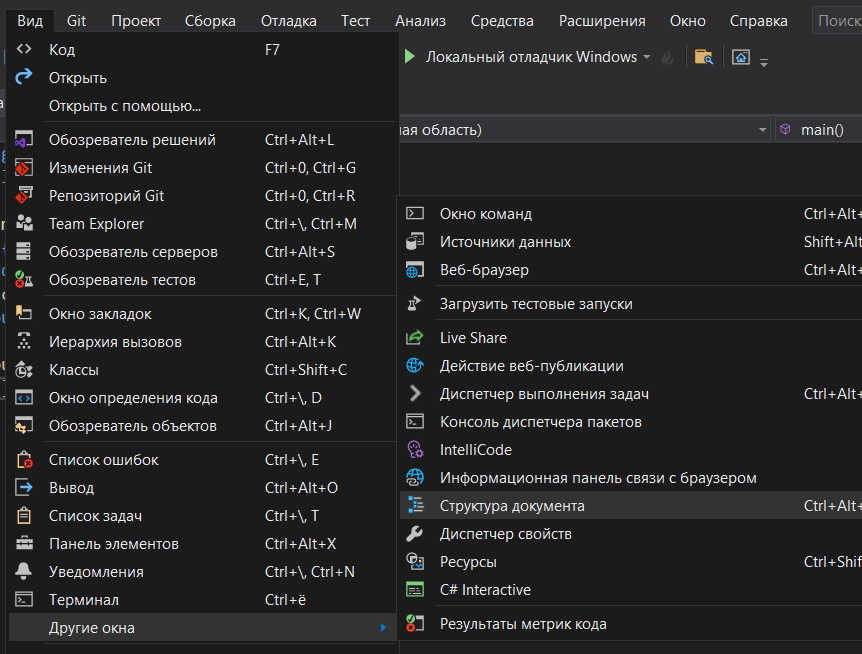 Вид Git Проект Сборка Отладка Тест Анализ Средства Расширения Окно Справка Поиск
Локальный отладчик Windows
ная область) main()
Код F7
Открыть
Открыть с помощью...
Обозреватель решений Ctrl+Alt+L
Изменения Git Ctrl+0, Ctrl+G
Репозиторий Git Ctrl+0, Ctrl+R
Team Explorer Ctrl+\, Ctrl+M
Обозреватель серверов Ctrl+Alt+S
Обозреватель тестов Ctrl+E, T
Окно закладок Ctrl+K, Ctrl+W
Иерархия вызовов Ctrl+Alt+K
Классы Ctrl+Shift+C
Окно определения кода Ctrl+\, D
Обозреватель объектов Ctrl+Alt+J
Список ошибок Ctrl+\, E
Вывод Ctrl+Alt+O
Список задач Ctrl+\, T
Панель элементов Ctrl+Alt+X
Уведомления Ctrl+\, Ctrl+N
Терминал Ctrl+ё
Другие окна
Окно команд Ctrl+Alt+
Источники данных Shift+Alt
Веб-браузер Ctrl+Alt+
Загрузить тестовые запуски
Live Share
Действие веб-публикации
Диспетчер выполнения задач Ctrl+Alt+
Консоль диспетчера пакетов
IntelliCode
Информационная панель связи с браузером
Структура документа Ctrl+Alt+
Диспетчер свойств
Ресурсы Ctrl+Shif
C# Interactive
Результаты метрик кода